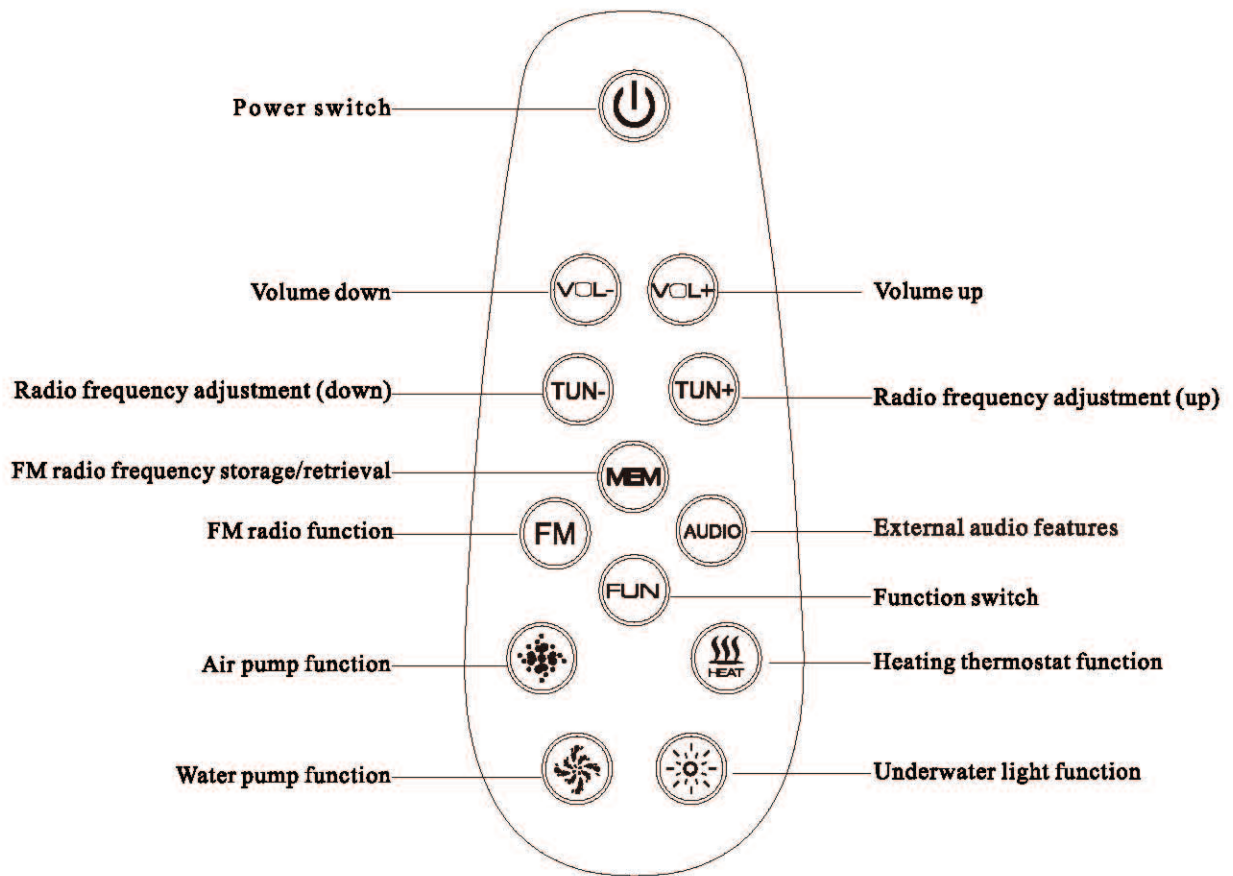 Power switch
VOL-
VOL+
Volume down
Volume up
TUN-
TUN+
Radio frequency adjustment (down)
Radio frequency adjustment (up)
MEM
FM radio frequency storage/retrieval
FM radio function
FM
AUDIO
External audio features
FUN
Function switch
Air pump function
HEAT
Heating thermostat function
Water pump function
Underwater light function